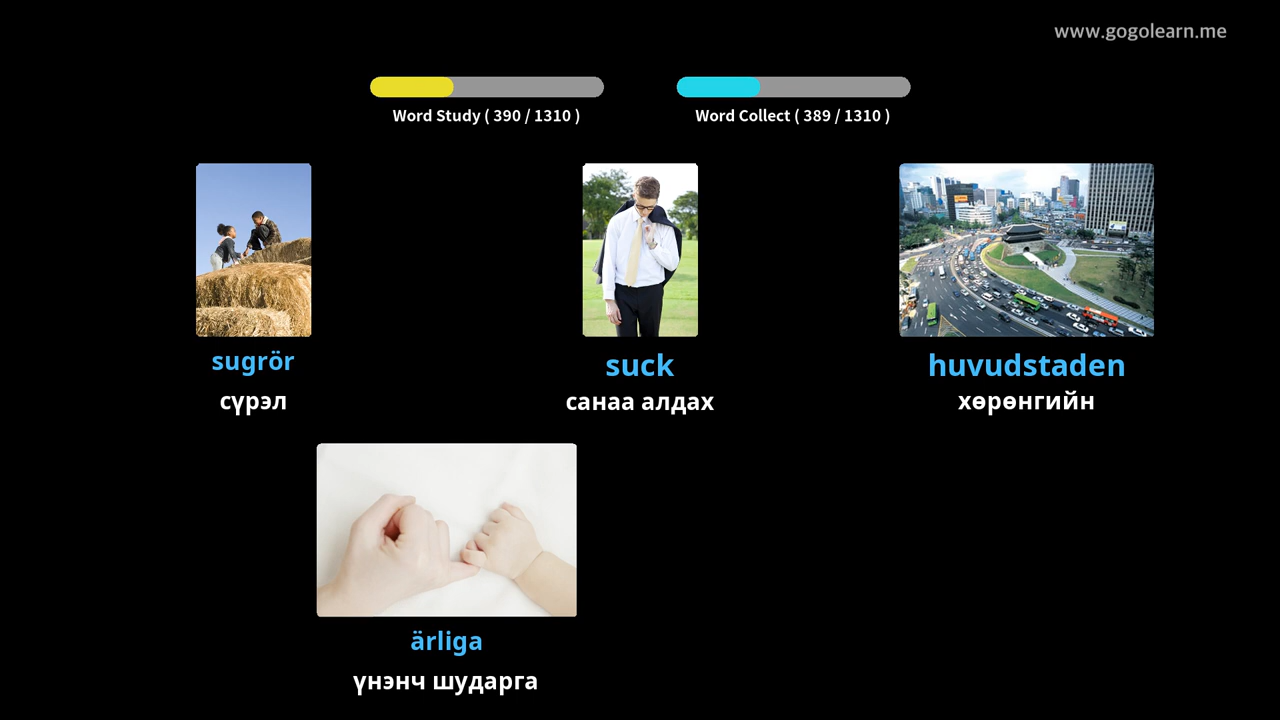 www.gogolearn.me
Word Study ( 390 / 1310 )
Word Collect ( 389 / 1310 )
sugrör
сүрэл
suck
санаа алдах
huvudstaden
хөрөнгийн
ärliga
үнэнч шударга